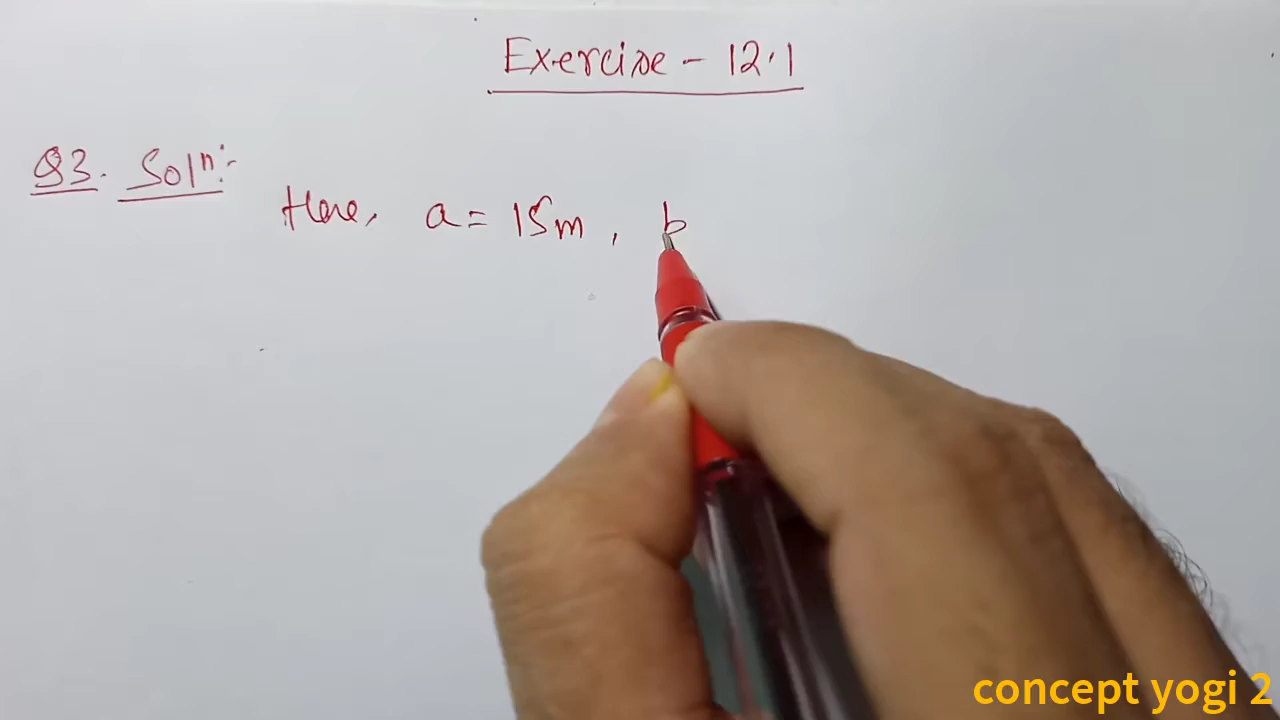 Exercise - 12.1
Q3. Solⁿ:-
Here, a = 15m, b
concept yogi 2